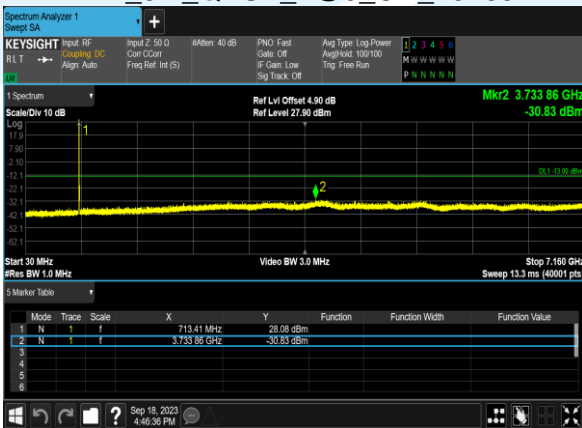 Spectrum Analyzer 1
Swept SA
KEYSIGHT Input: RF Input Z: 50 Ω #Atten: 40 dB PNO: Fast Avg Type: Log-Power 1 2 3 4 5 6
RLT Coupling: DC Corr CCorr Gate: Off Avg|Hold: 100/100 M W W W W W
Align: Auto Freq Ref: Int (S) IF Gain: Low Trig: Free Run
Sig Track: Off P N N N N N
LW
1 Spectrum Ref Lvl Offset 4.90 dB Mkr2 3.733 86 GHz
Scale/Div 10 dB Ref Level 27.90 dBm -30.83 dBm
Log
17.9
7.90
-2.10
-12.1
-22.1
-32.1
-42.1
-52.1
-62.1
1
2
DL1 -13.00 dBm
Start 30 MHz Video BW 3.0 MHz Stop 7.160 GHz
#Res BW 1.0 MHz Sweep 13.3 ms (40001 pts
5 Marker Table
Mode Trace Scale X Y Function Function Width Function Value
1 N 1 f 713.41 MHz 28.08 dBm
2 N 1 f 3.733 86 GHz -30.83 dBm
3
4
5
6
? Sep 18, 2023
4:46:36 PM